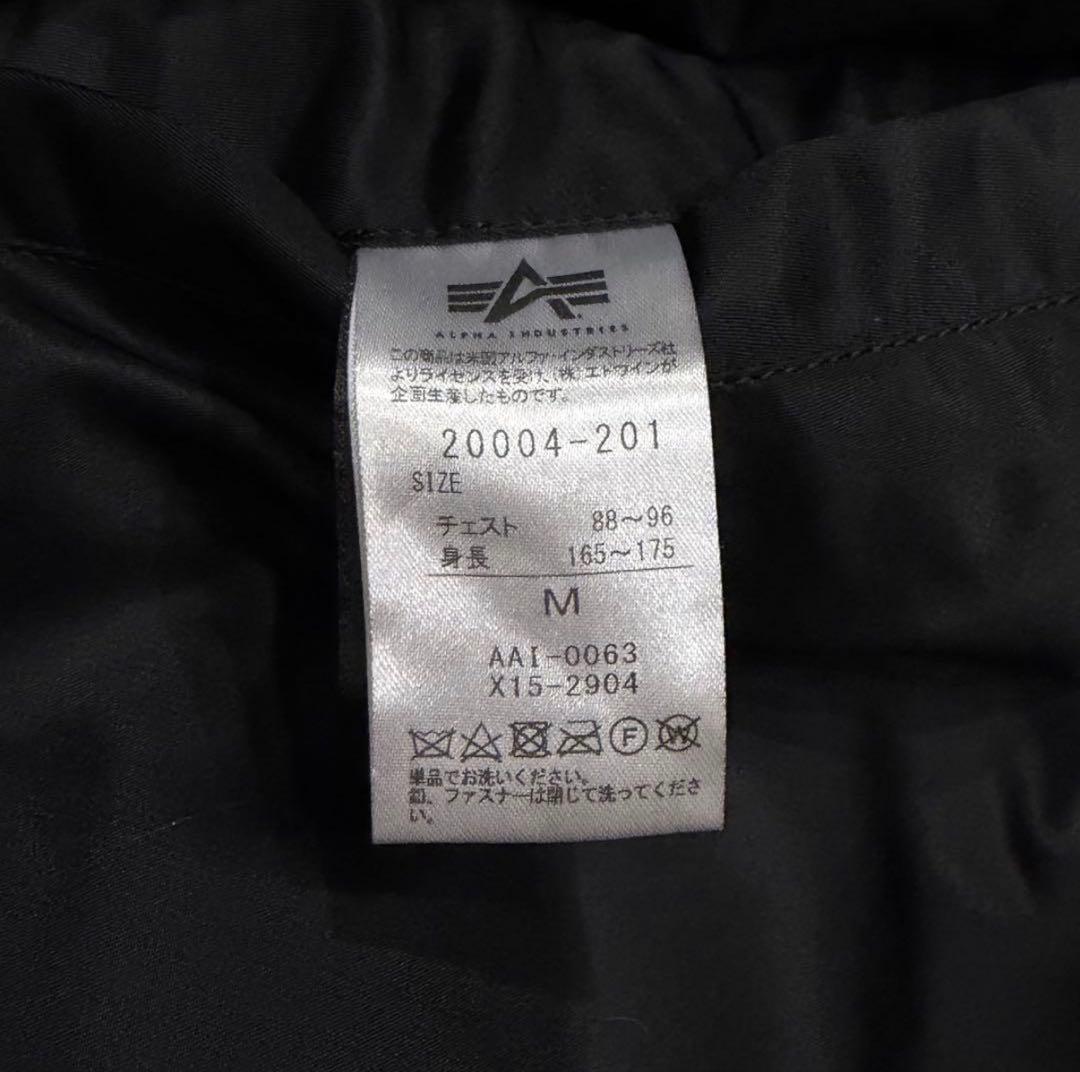 ALPHA INDUSTRIES
この商品は米国アルファ・インダストリーズ社
よりライセンスを受け、(株)エドウインが
企画生産したものです。
20004-201
SIZE
チェスト 88～96
身長 165～175
M
AAI-0063
X15-2904
F W
単品でお洗いください。
釦、ファスナーは閉じて洗ってくださ
い。